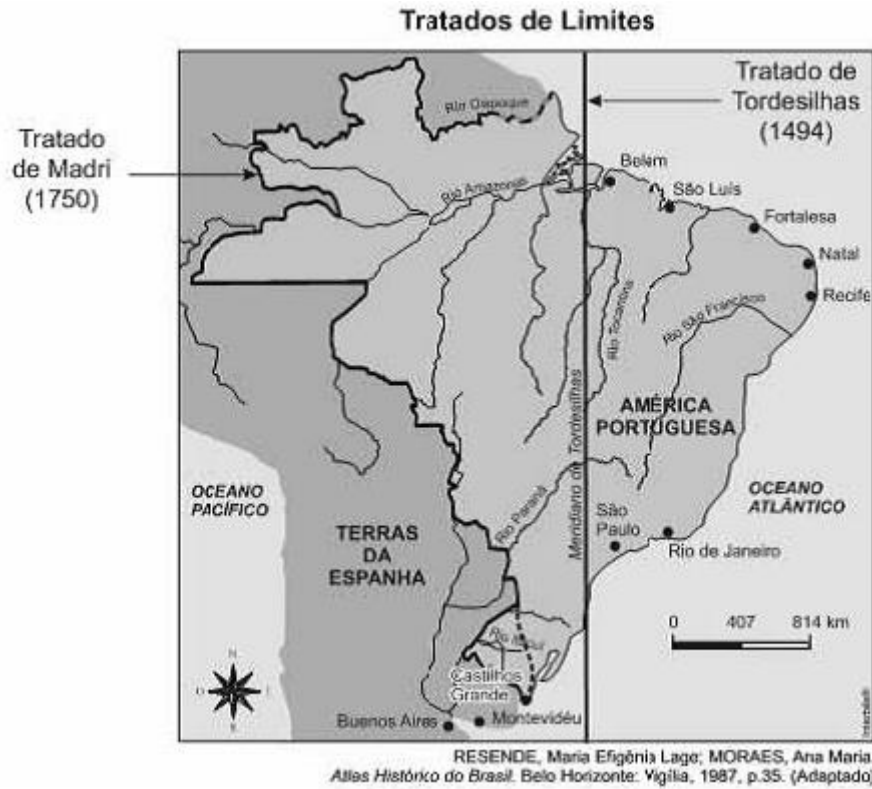 Tratados de Limites
Tratado de
Tordesilhas
(1494)
Tratado
de Madri
(1750)
Rio Oiapoque
Rio Amazonas
Belem
São Luís
Fortalesa
Natal
Recife
Rio São Francisco
Rio Tocantins
Meridiano de Tordesilhas
AMÉRICA
PORTUGUESA
OCEANO
PACÍFICO
OCEANO
ATLÂNTICO
Rio Paraná
São
Paulo
Rio de Janeiro
TERRAS
DA
ESPANHA
0 407 814 km
N
Castilhos
Grande
Buenos Aires
Montevidéu
RESENDE, Maria Efigênia Lage; MORAES, Ana Maria
Atlas Histórico do Brasil. Belo Horizonte: Vigília, 1987, p.35. (Adaptado)